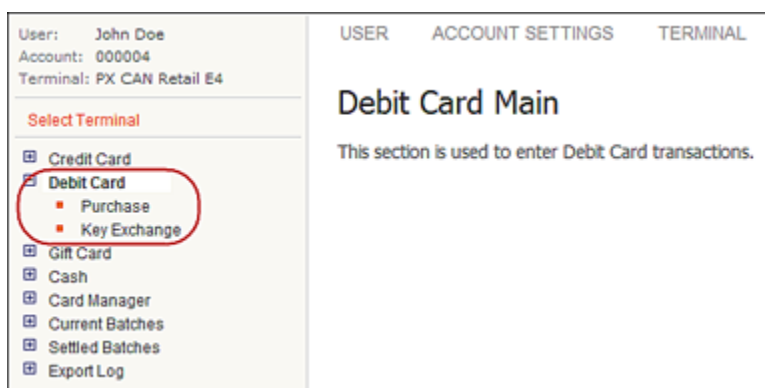 User: John Doe
Account: 000004
Terminal: PX CAN Retail E4
Select Terminal
Credit Card
Debit Card
Purchase
Key Exchange
Gift Card
Cash
Card Manager
Current Batches
Settled Batches
Export Log
USER ACCOUNT SETTINGS TERMINAL
Debit Card Main
This section is used to enter Debit Card transactions.